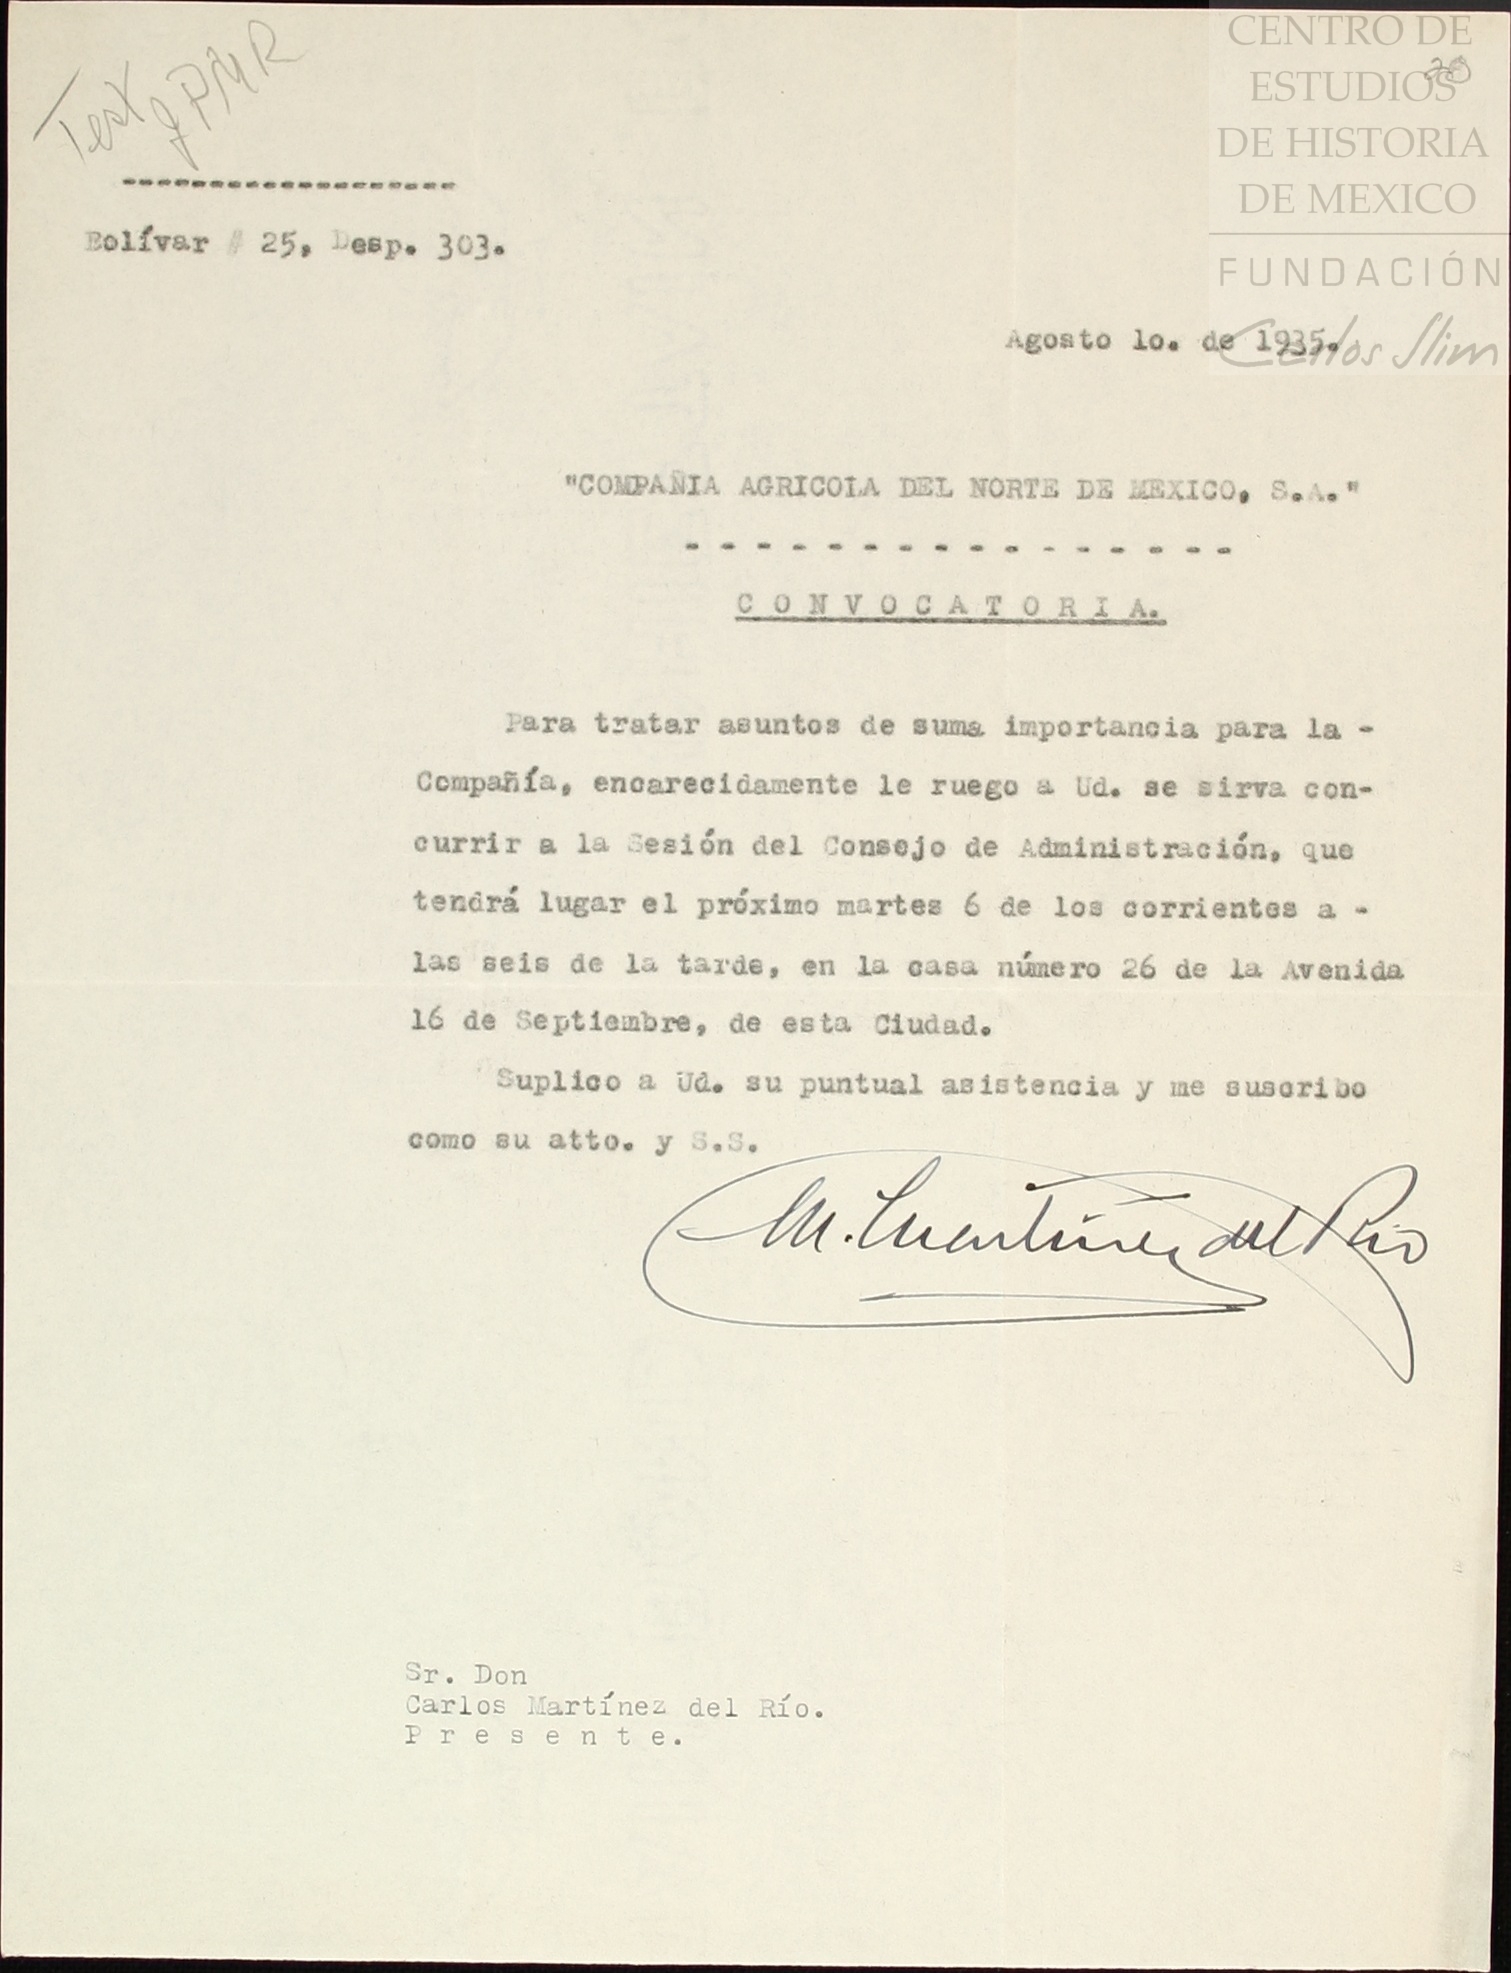 CENTRO DE
ESTUDIOS
DE HISTORIA
DE MEXICO
FUNDACIÓN
Carlos Slim
Test
JPMR
--------------------
Bolívar # 25, Desp. 303.
Agosto 1o. de 1935.
"COMPAÑIA AGRICOLA DEL NORTE DE MEXICO, S.A."
- - - - - - - - - - - - - - - -
C O N V O C A T O R I A.
Para tratar asuntos de suma importancia para la -
Compañía, encarecidamente le ruego a Ud. se sirva con-
currir a la Sesión del Consejo de Administración, que
tendrá lugar el próximo martes 6 de los corrientes a -
las seis de la tarde, en la casa número 26 de la Avenida
16 de Septiembre, de esta Ciudad.
Suplico a Ud. su puntual asistencia y me suscribo
como su atto. y S.S.
M. Martínez del Río
Sr. Don
Carlos Martínez del Río.
P r e s e n t e.